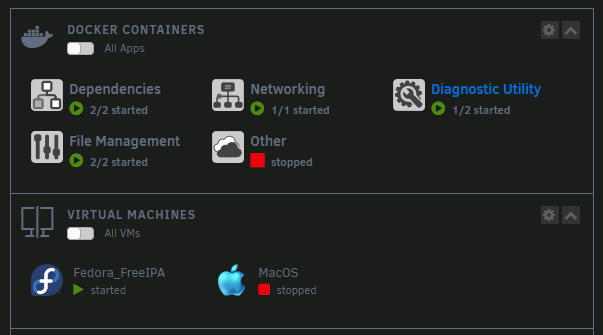 DOCKER CONTAINERS
All Apps
Dependencies
2/2 started
Networking
1/1 started
Diagnostic Utility
1/2 started
File Management
2/2 started
Other
stopped
VIRTUAL MACHINES
All VMs
Fedora_FreeIPA
started
MacOS
stopped